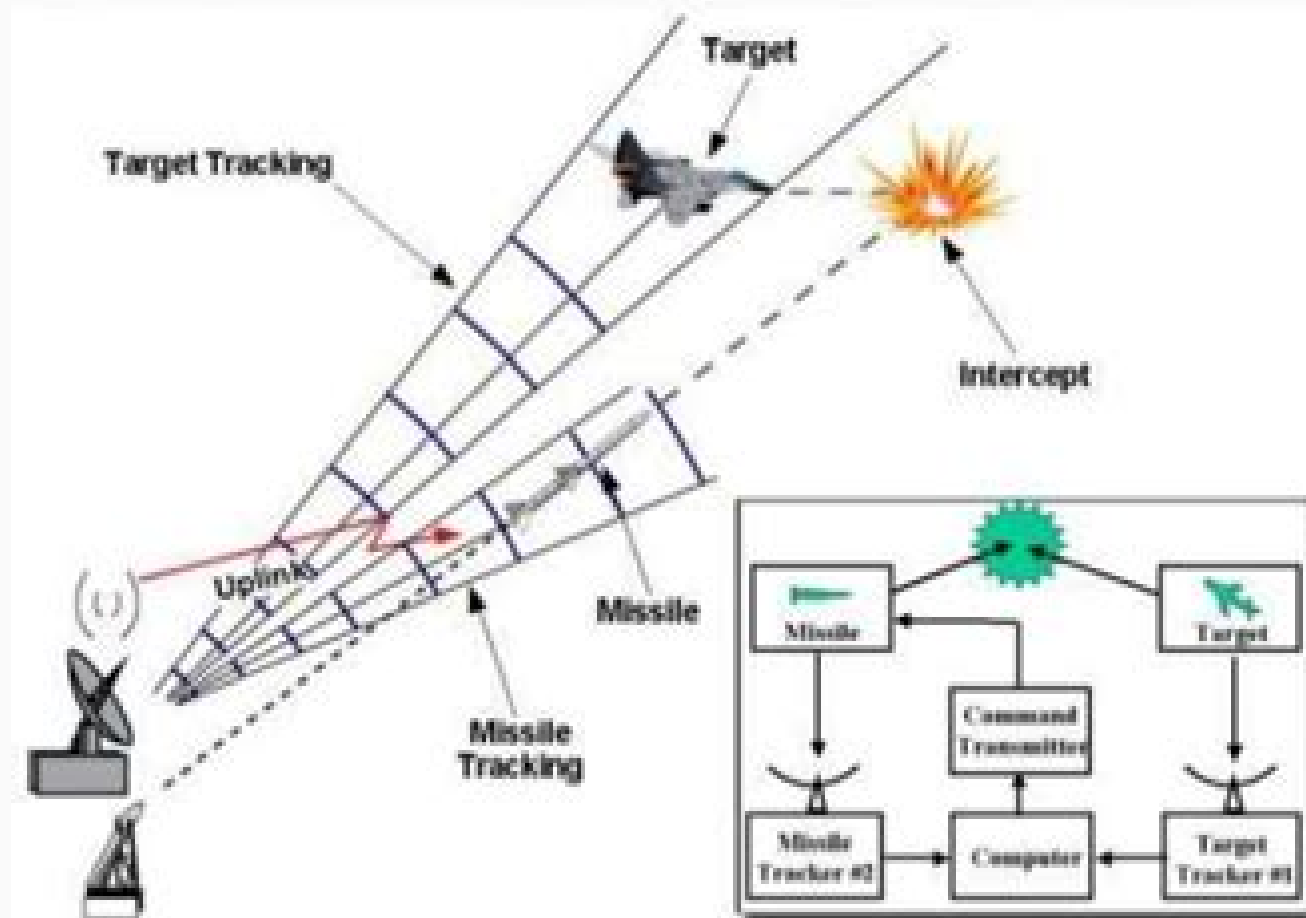 Target
Target Tracking
Intercept
Uplink
Missile
Missile
Tracking
Missile
Target
Command
Transmitter
Missile
Tracker #2
Computer
Target
Tracker #1